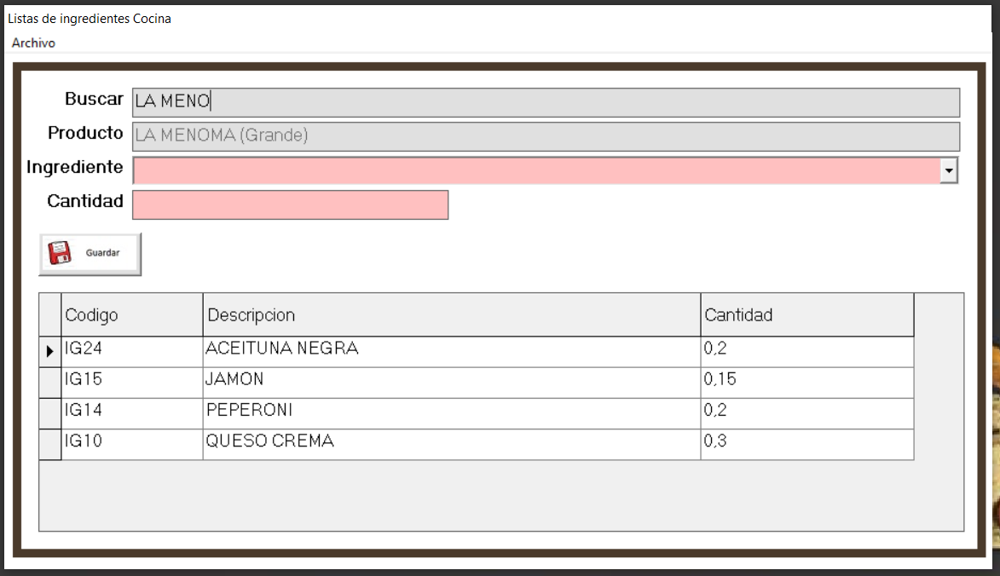 Listas de ingredientes Cocina
Archivo
Buscar LA MENO
Producto LA MENOMA (Grande)
Ingrediente
Cantidad
Guardar
Codigo Descripcion Cantidad
IG24 ACEITUNA NEGRA 0,2
IG15 JAMON 0,15
IG14 PEPERONI 0,2
IG10 QUESO CREMA 0,3